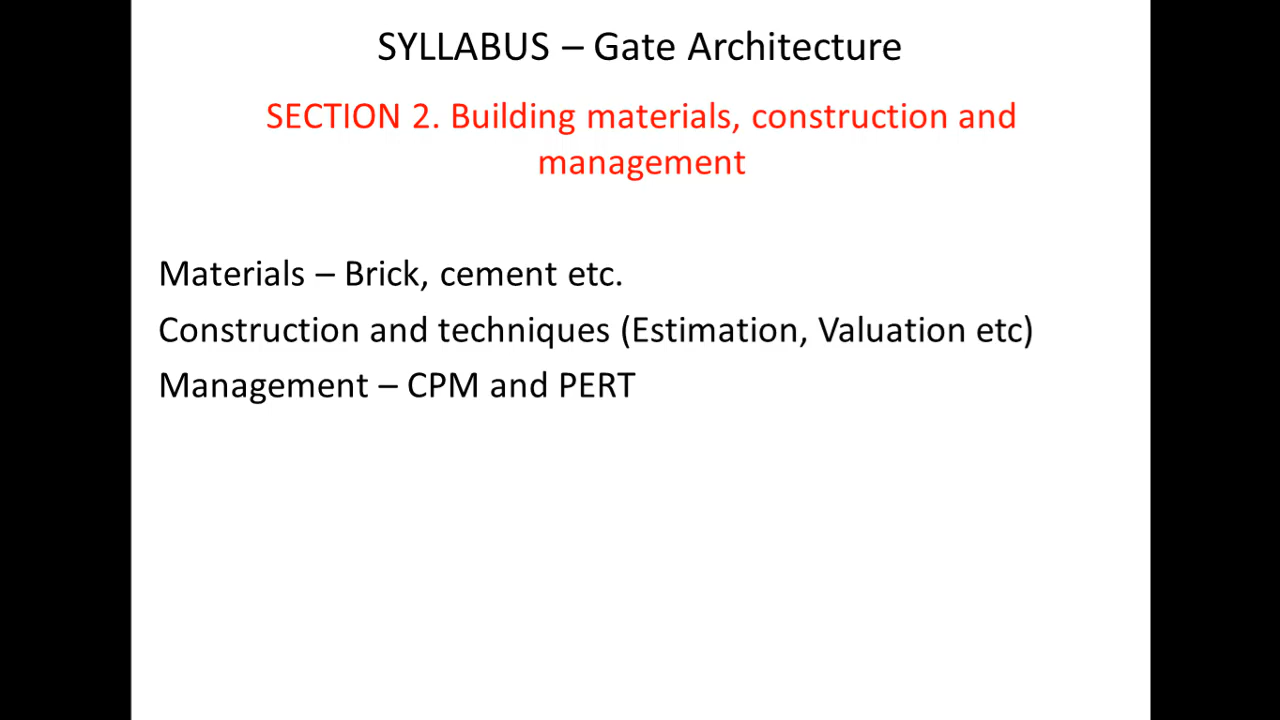 SYLLABUS – Gate Architecture
SECTION 2. Building materials, construction and
management
Materials – Brick, cement etc.
Construction and techniques (Estimation, Valuation etc)
Management – CPM and PERT